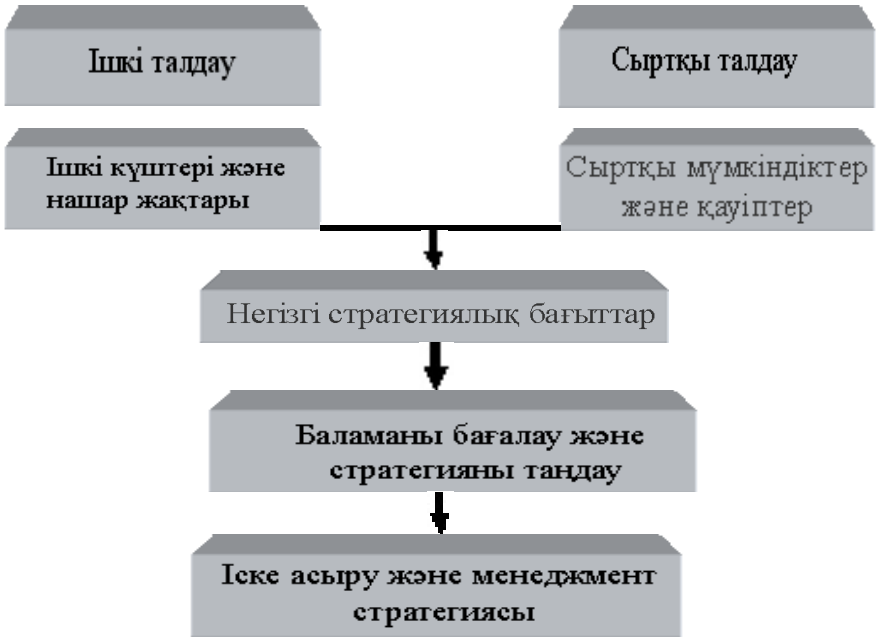 Ішкі талдау
Сыртқы талдау
Ішкі күштері және
нашар жақтары
Сыртқы мүмкіндіктер
және қауіптер
Негізгі стратегиялық бағыттар
Баламаны бағалау және
стратегияны таңдау
Іске асыру және менеджмент
стратегиясы